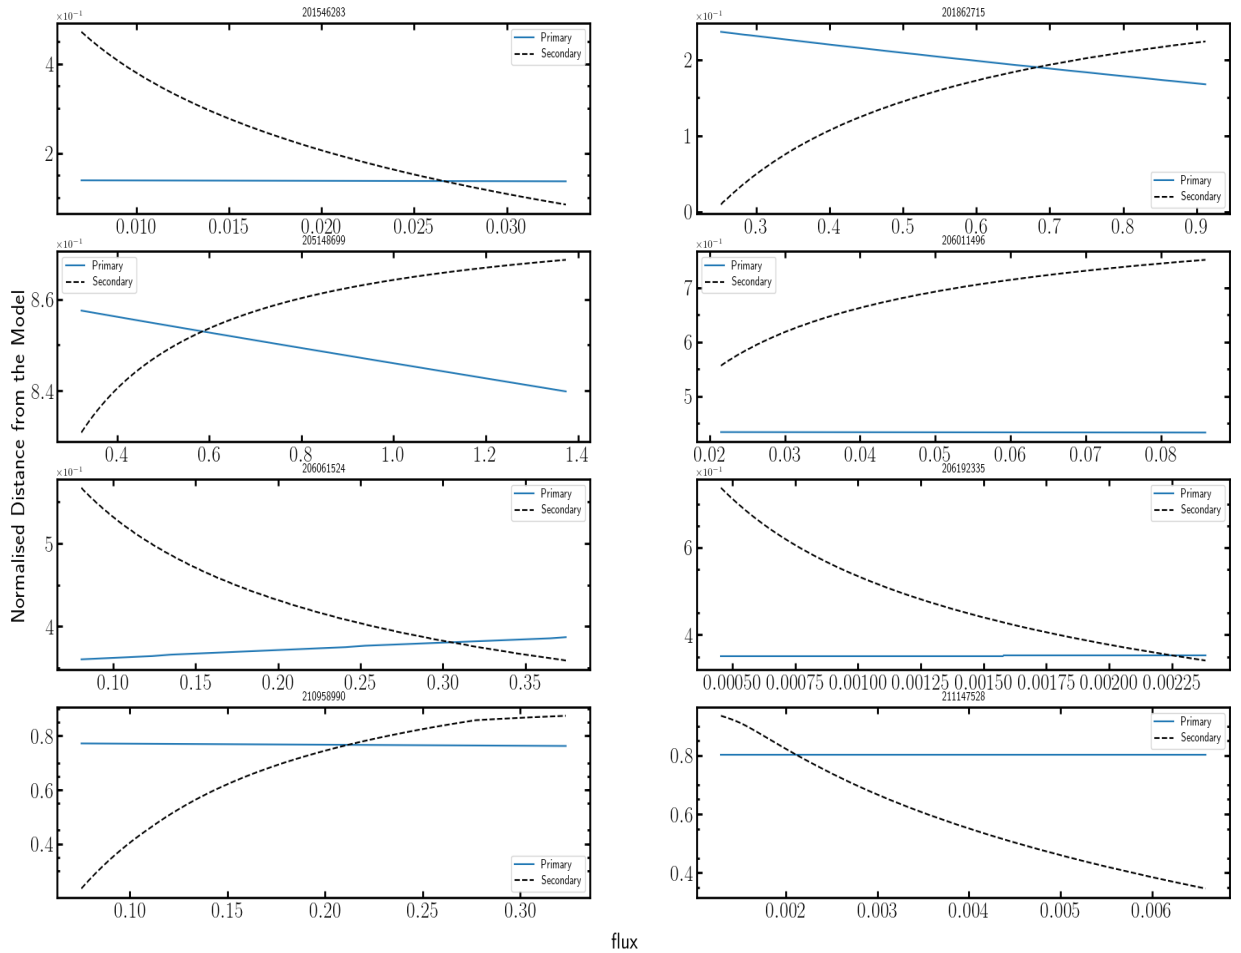 201546283
×10⁻¹
4
2
Primary
Secondary
0.010 0.015 0.020 0.025 0.030
201862715
×10⁻¹
2
1
0
Primary
Secondary
0.3 0.4 0.5 0.6 0.7 0.8 0.9
205148699
×10⁻¹
8.6
8.4
Primary
Secondary
0.4 0.6 0.8 1.0 1.2 1.4
206011496
×10⁻¹
7
6
5
Primary
Secondary
0.02 0.03 0.04 0.05 0.06 0.07 0.08
Normalised Distance from the Model
206061524
×10⁻¹
5
4
Primary
Secondary
0.10 0.15 0.20 0.25 0.30 0.35
206192335
×10⁻¹
6
4
Primary
Secondary
0.00050 0.00075 0.00100 0.00125 0.00150 0.00175 0.00200 0.00225
210958990
0.8
0.6
0.4
Primary
Secondary
0.10 0.15 0.20 0.25 0.30
211147528
0.8
0.6
0.4
Primary
Secondary
0.002 0.003 0.004 0.005 0.006
flux